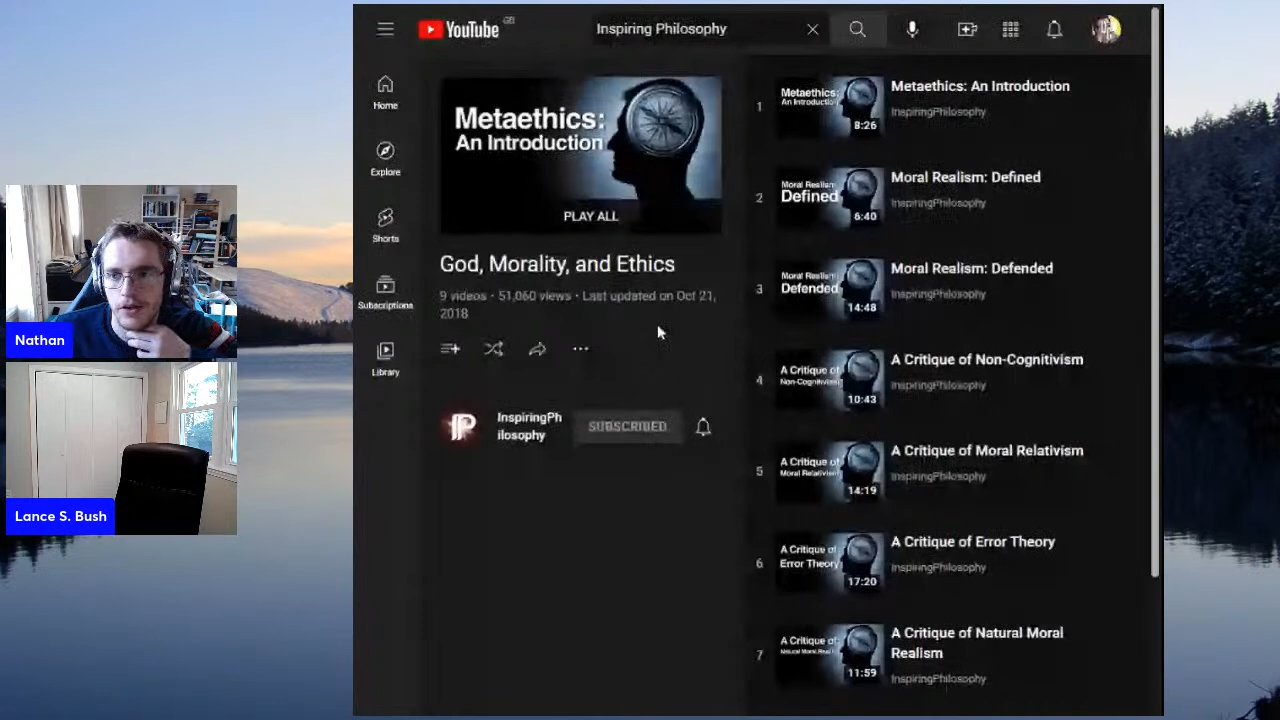 YouTube
GB
Inspiring Philosophy
Home
Explore
Shorts
Subscriptions
Library
Metaethics:
An Introduction
PLAY ALL
God, Morality, and Ethics
9 videos • 51,060 views • Last updated on Oct 21,
2018
InspiringPh
ilosophy
SUBSCRIBED
1
Metaethics:
An Introduction
8:26
Metaethics: An Introduction
InspiringPhilosophy
2
Moral Realism:
Defined
6:40
Moral Realism: Defined
InspiringPhilosophy
3
Moral Realism:
Defended
14:48
Moral Realism: Defended
InspiringPhilosophy
4
A Critique of
Non-Cognitivism
10:43
A Critique of Non-Cognitivism
InspiringPhilosophy
5
A Critique of
Moral Relativism
14:19
A Critique of Moral Relativism
InspiringPhilosophy
6
A Critique of
Error Theory
17:20
A Critique of Error Theory
InspiringPhilosophy
7
A Critique of
Natural Moral Realism
11:59
A Critique of Natural Moral
Realism
InspiringPhilosophy
Nathan
Lance S. Bush